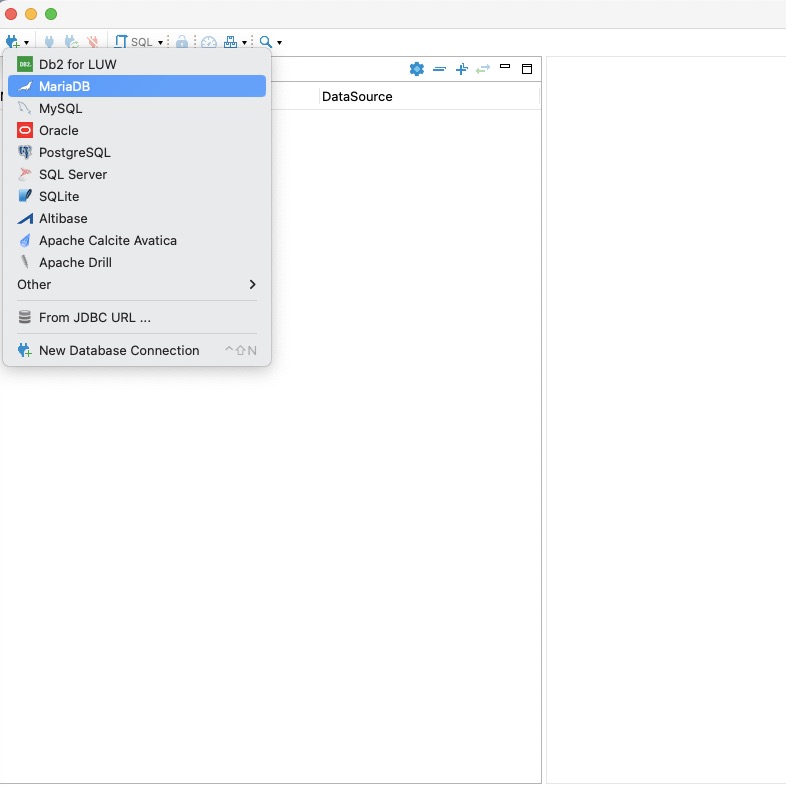 SQL
DB2.
Db2 for LUW
MariaDB
DataSource
MySQL
Oracle
PostgreSQL
SQL Server
SQLite
Altibase
Apache Calcite Avatica
Apache Drill
Other
From JDBC URL ...
New Database Connection ^⇧N